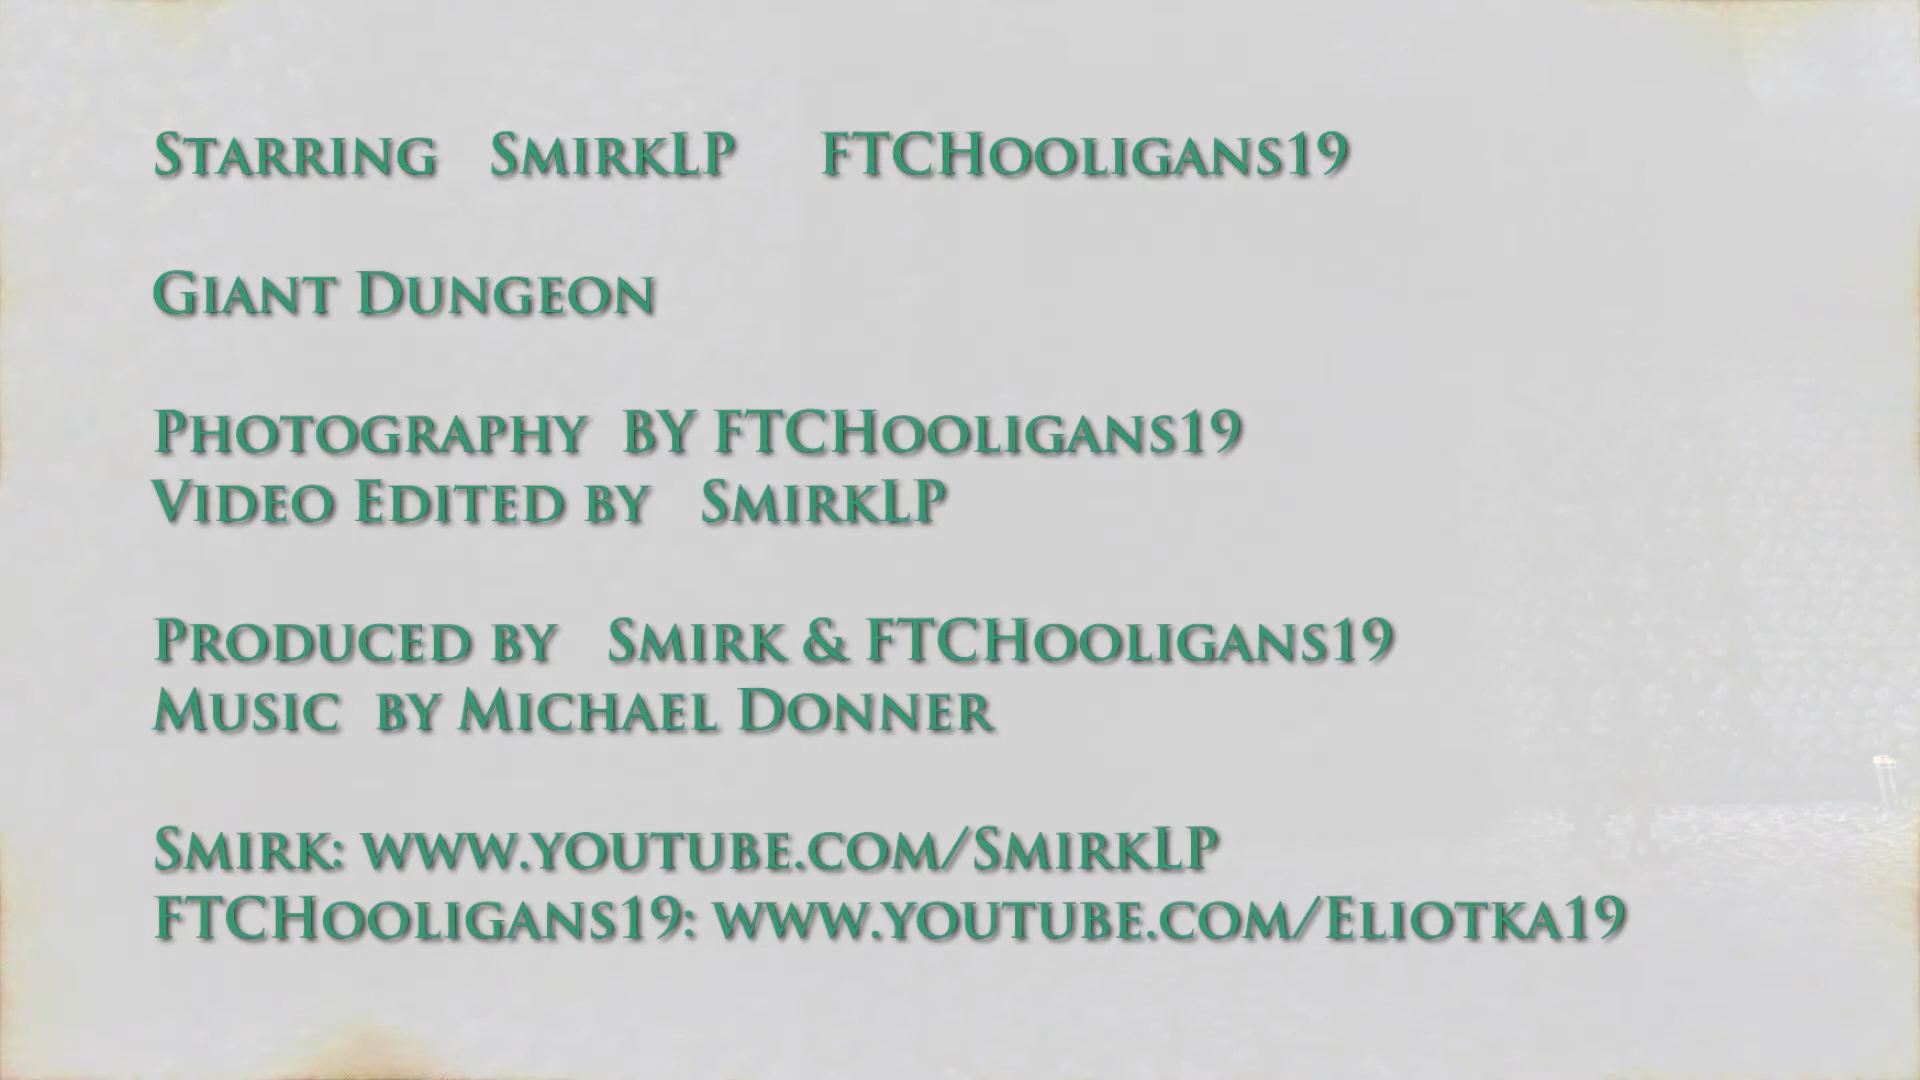 Starring SmirkLP FTCHooligans19
Giant Dungeon
Photography BY FTCHooligans19
Video Edited by SmirkLP
Produced by Smirk & FTCHooligans19
Music by Michael Donner
Smirk: www.youtube.com/SmirkLP
FTCHooligans19: www.youtube.com/Eliotka19